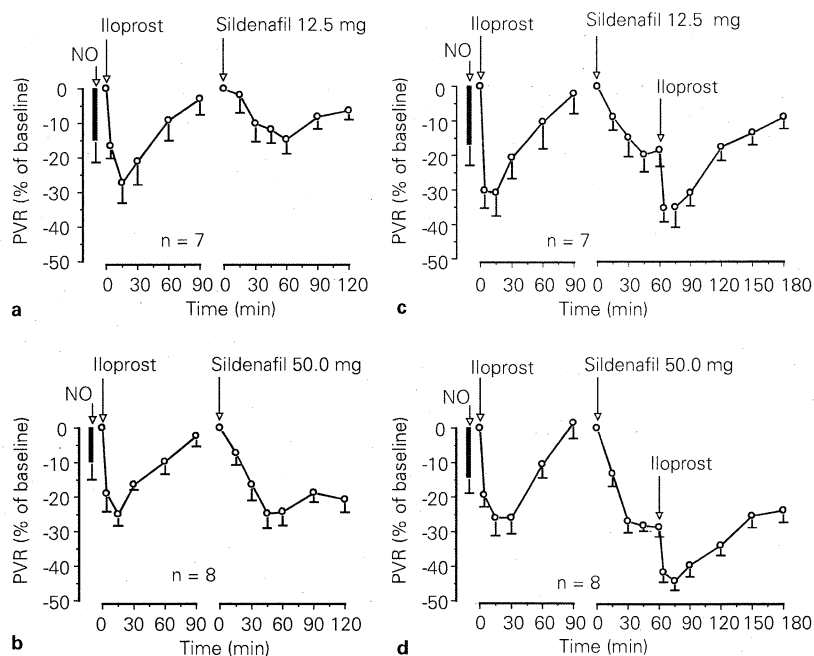 Iloprost
Sildenafil 12.5 mg
NO
PVR (% of baseline)
0
-10
-20
-30
-40
-50
n = 7
0 30 60 90 0 30 60 90 120
Time (min)
a
Iloprost
Sildenafil 12.5 mg
NO
Iloprost
PVR (% of baseline)
0
-10
-20
-30
-40
-50
n = 7
0 30 60 90 0 30 60 90 120 150 180
Time (min)
c
Iloprost
Sildenafil 50.0 mg
NO
PVR (% of baseline)
0
-10
-20
-30
-40
-50
n = 8
0 30 60 90 0 30 60 90 120
Time (min)
b
Iloprost
Sildenafil 50.0 mg
NO
Iloprost
PVR (% of baseline)
0
-10
-20
-30
-40
-50
n = 8
0 30 60 90 0 30 60 90 120 150 180
Time (min)
d